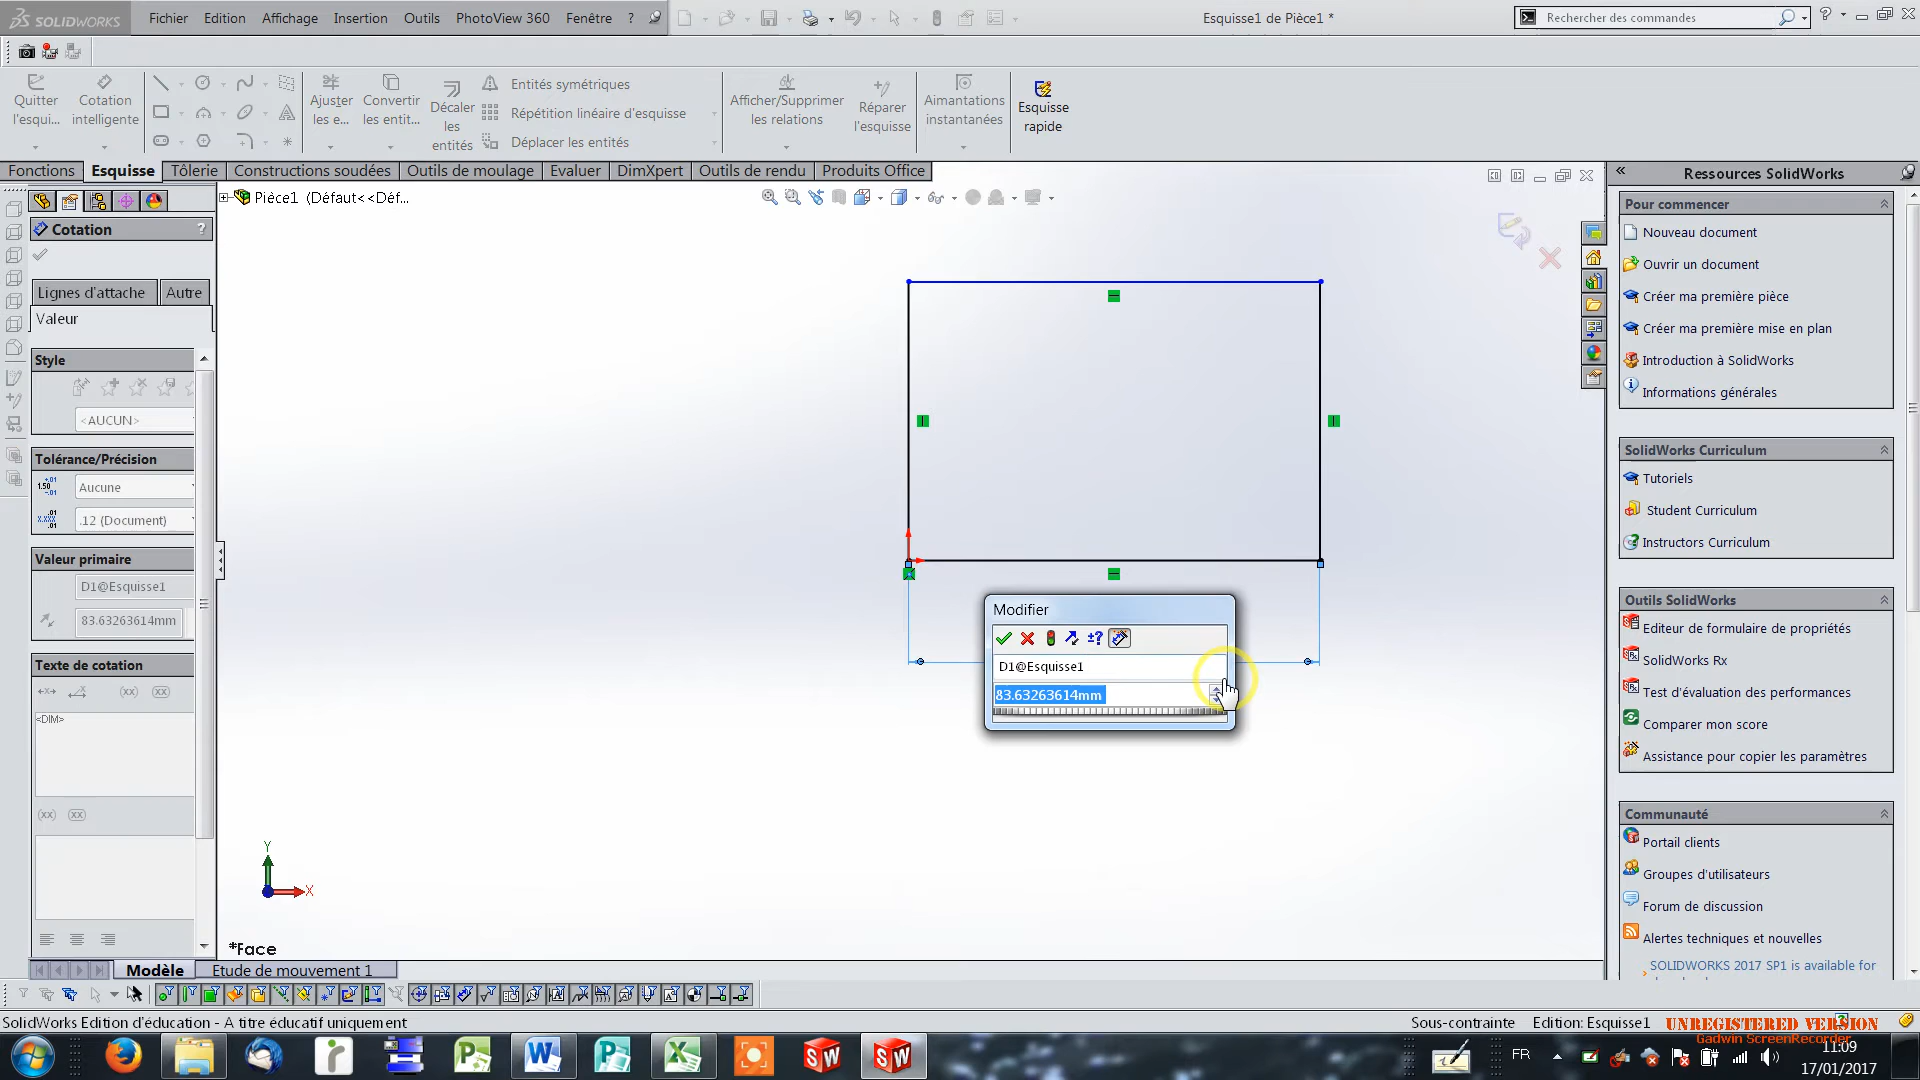 SOLIDWORKS
Fichier Edition Affichage Insertion Outils PhotoView 360 Fenêtre ?
Esquisse1 de Pièce1 *
Rechercher des commandes
Quitter l'esqui...
Cotation intelligente
Ajuster les e...
Convertir les entit...
Décaler les entités
Entités symétriques
Répétition linéaire d'esquisse
Déplacer les entités
Afficher/Supprimer les relations
Réparer l'esquisse
Aimantations instantanées
Esquisse rapide
Fonctions Esquisse Tôlerie Constructions soudées Outils de moulage Evaluer DimXpert Outils de rendu Produits Office
Pièce1 (Défaut<<Déf...
Cotation ?
Lignes d'attache Autre
Valeur
Style
<AUCUN>
Tolérance/Précision
Aucune
.12 (Document)
Valeur primaire
D1@Esquisse1
83.63263614mm
Texte de cotation
(xx) (xx)
<DIM>
(xx) (xx)
Modifier
D1@Esquisse1
83.63263614mm
Y
X
*Face
Modèle Etude de mouvement 1
Ressources SolidWorks
Pour commencer
Nouveau document
Ouvrir un document
Créer ma première pièce
Créer ma première mise en plan
Introduction à SolidWorks
Informations générales
SolidWorks Curriculum
Tutoriels
Student Curriculum
Instructors Curriculum
Outils SolidWorks
Editeur de formulaire de propriétés
SolidWorks Rx
Test d'évaluation des performances
Comparer mon score
Assistance pour copier les paramètres
Communauté
Portail clients
Groupes d'utilisateurs
Forum de discussion
Alertes techniques et nouvelles
SOLIDWORKS 2017 SP1 is available for
SolidWorks Edition d'éducation - A titre éducatif uniquement
Sous-contrainte Edition: Esquisse1
UNREGISTERED VERSION
Gadwin ScreenRecorder
FR
11:09
17/01/2017